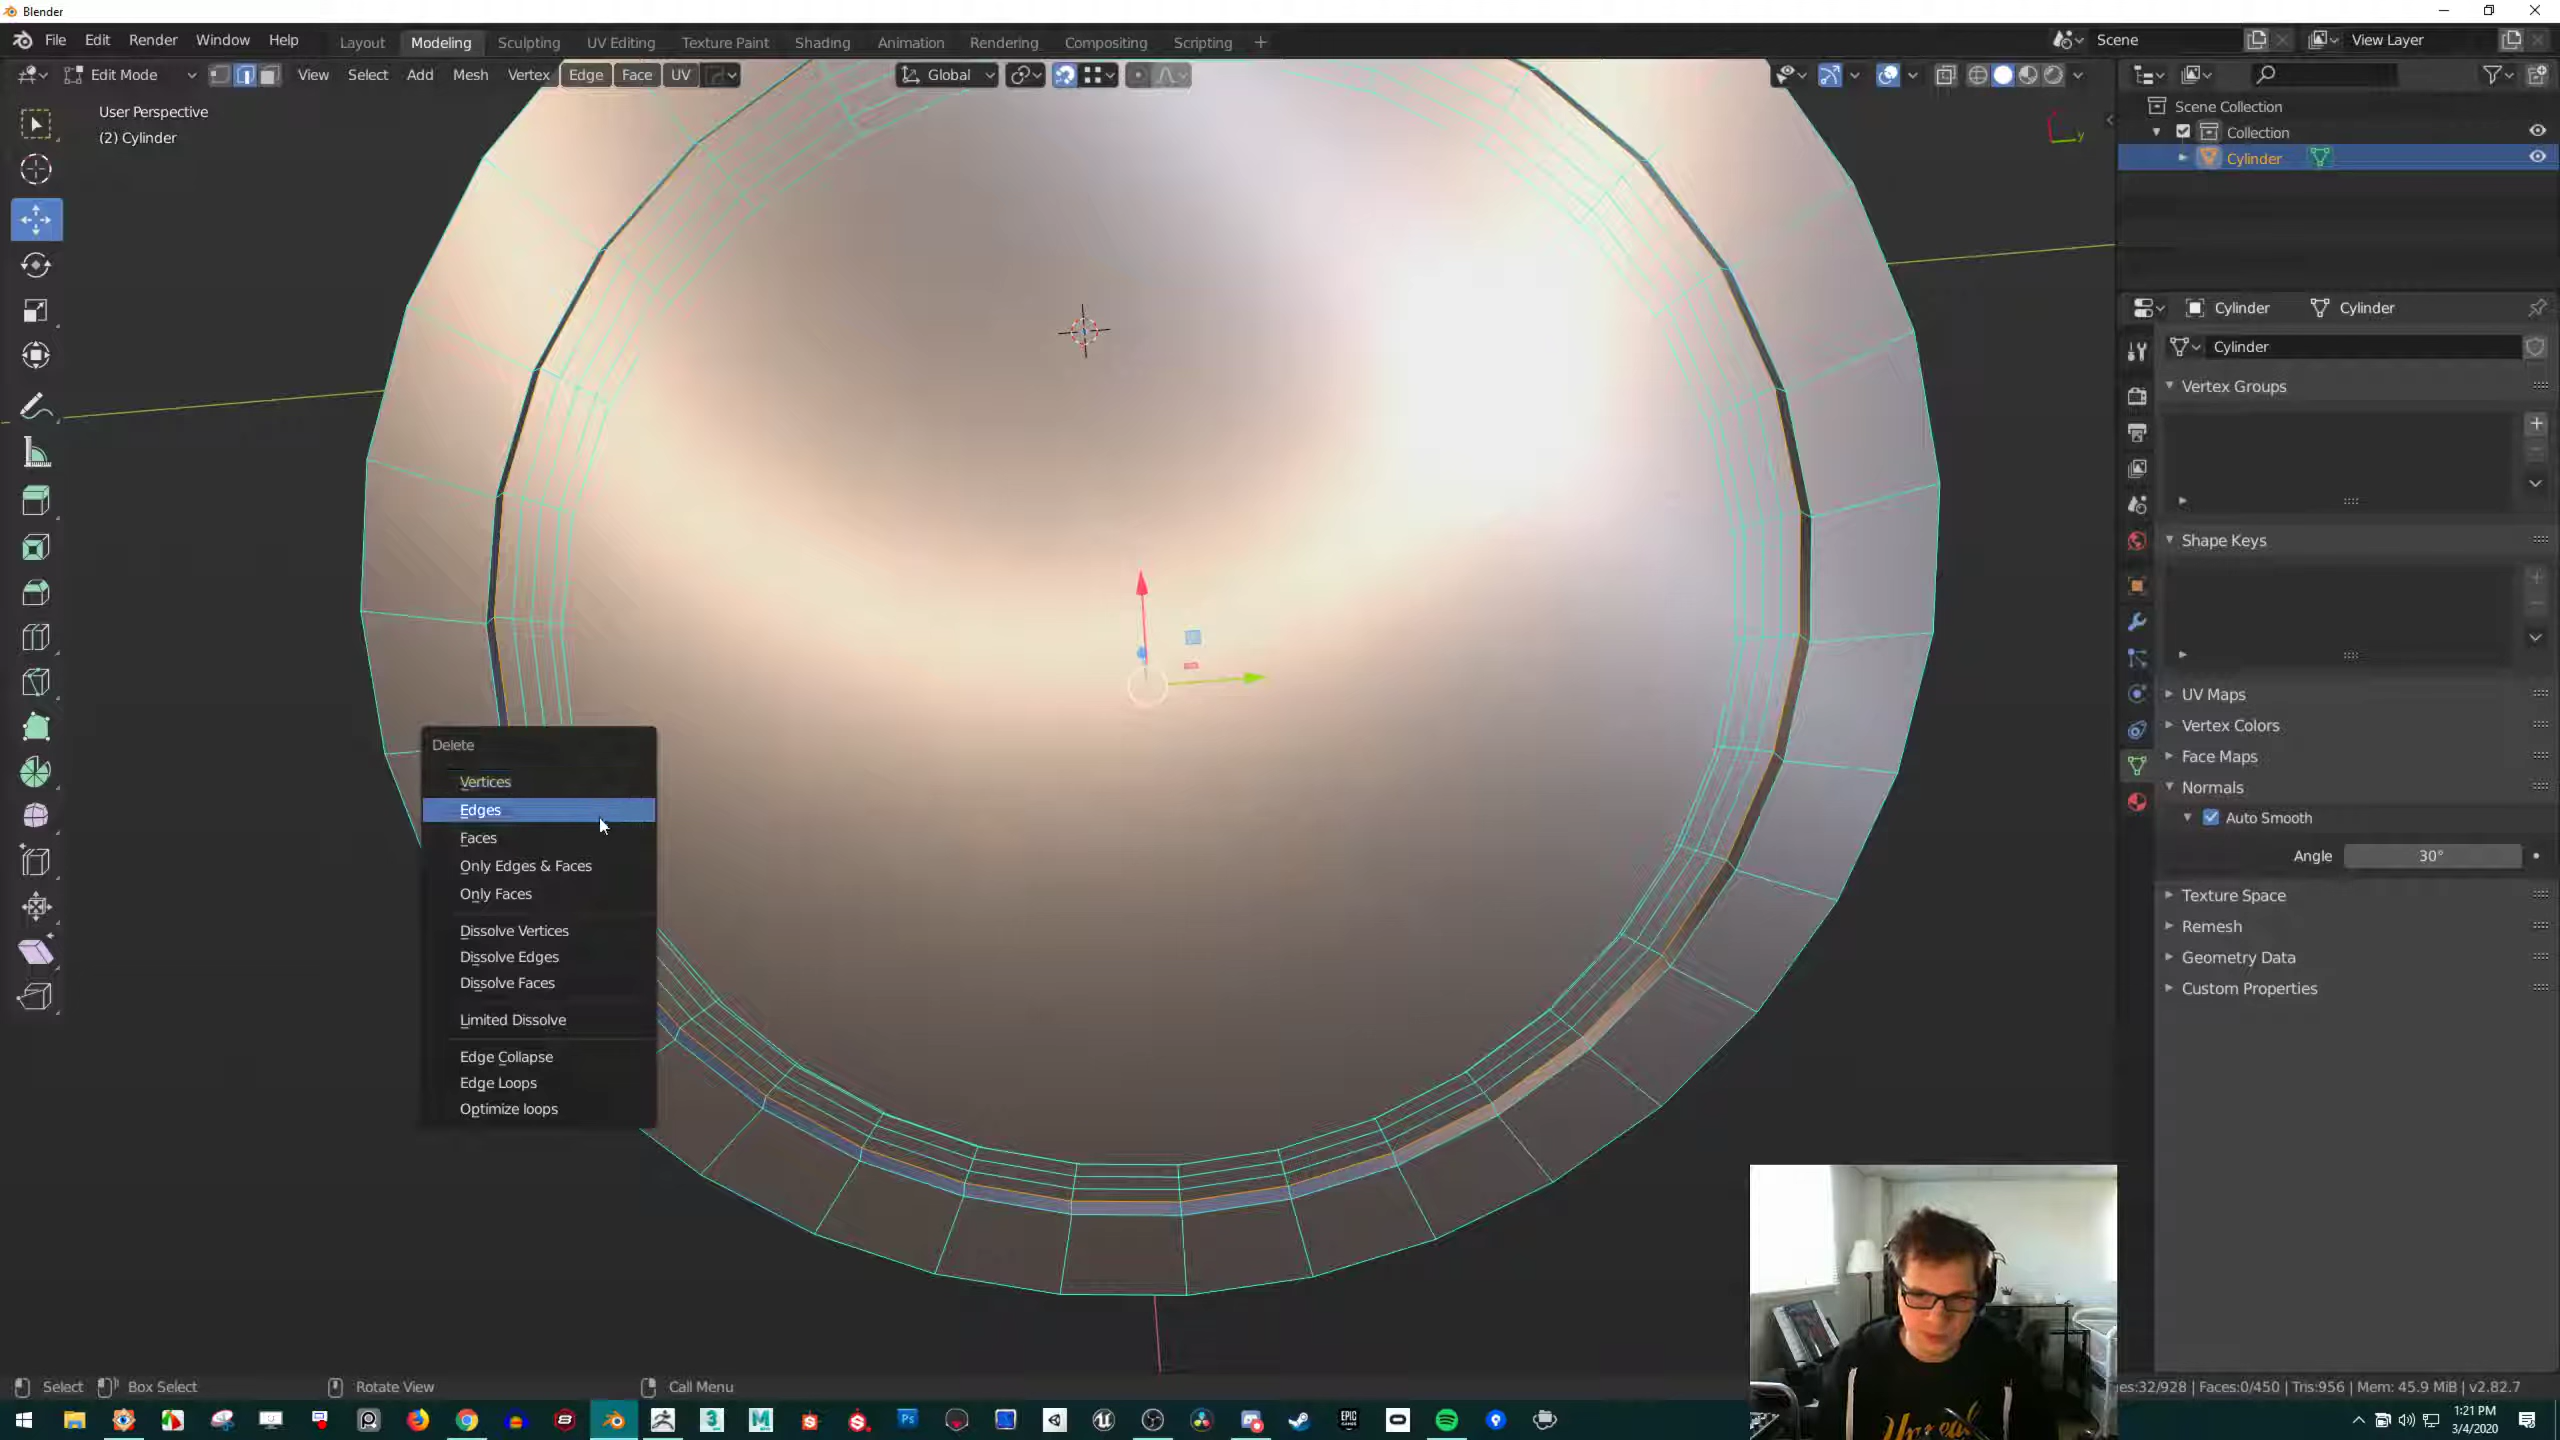 Blender
File Edit Render Window Help
Layout Modeling Sculpting UV Editing Texture Paint Shading Animation Rendering Compositing Scripting +
Scene
View Layer
Edit Mode
View Select Add Mesh Vertex Edge Face UV
Global
User Perspective
(2) Cylinder
Scene Collection
Collection
Cylinder
Cylinder
Cylinder
Cylinder
Vertex Groups
Shape Keys
UV Maps
Vertex Colors
Face Maps
Normals
Auto Smooth
Angle
30°
Texture Space
Remesh
Geometry Data
Custom Properties
Delete
Vertices
Edges
Faces
Only Edges & Faces
Only Faces
Dissolve Vertices
Dissolve Edges
Dissolve Faces
Limited Dissolve
Edge Collapse
Edge Loops
Optimize loops
Select
Box Select
Rotate View
Call Menu
es:32/928 | Faces:0/450 | Tris:956 | Mem: 45.9 MiB | v2.82.7
Unreal
1:21 PM
3/4/2020